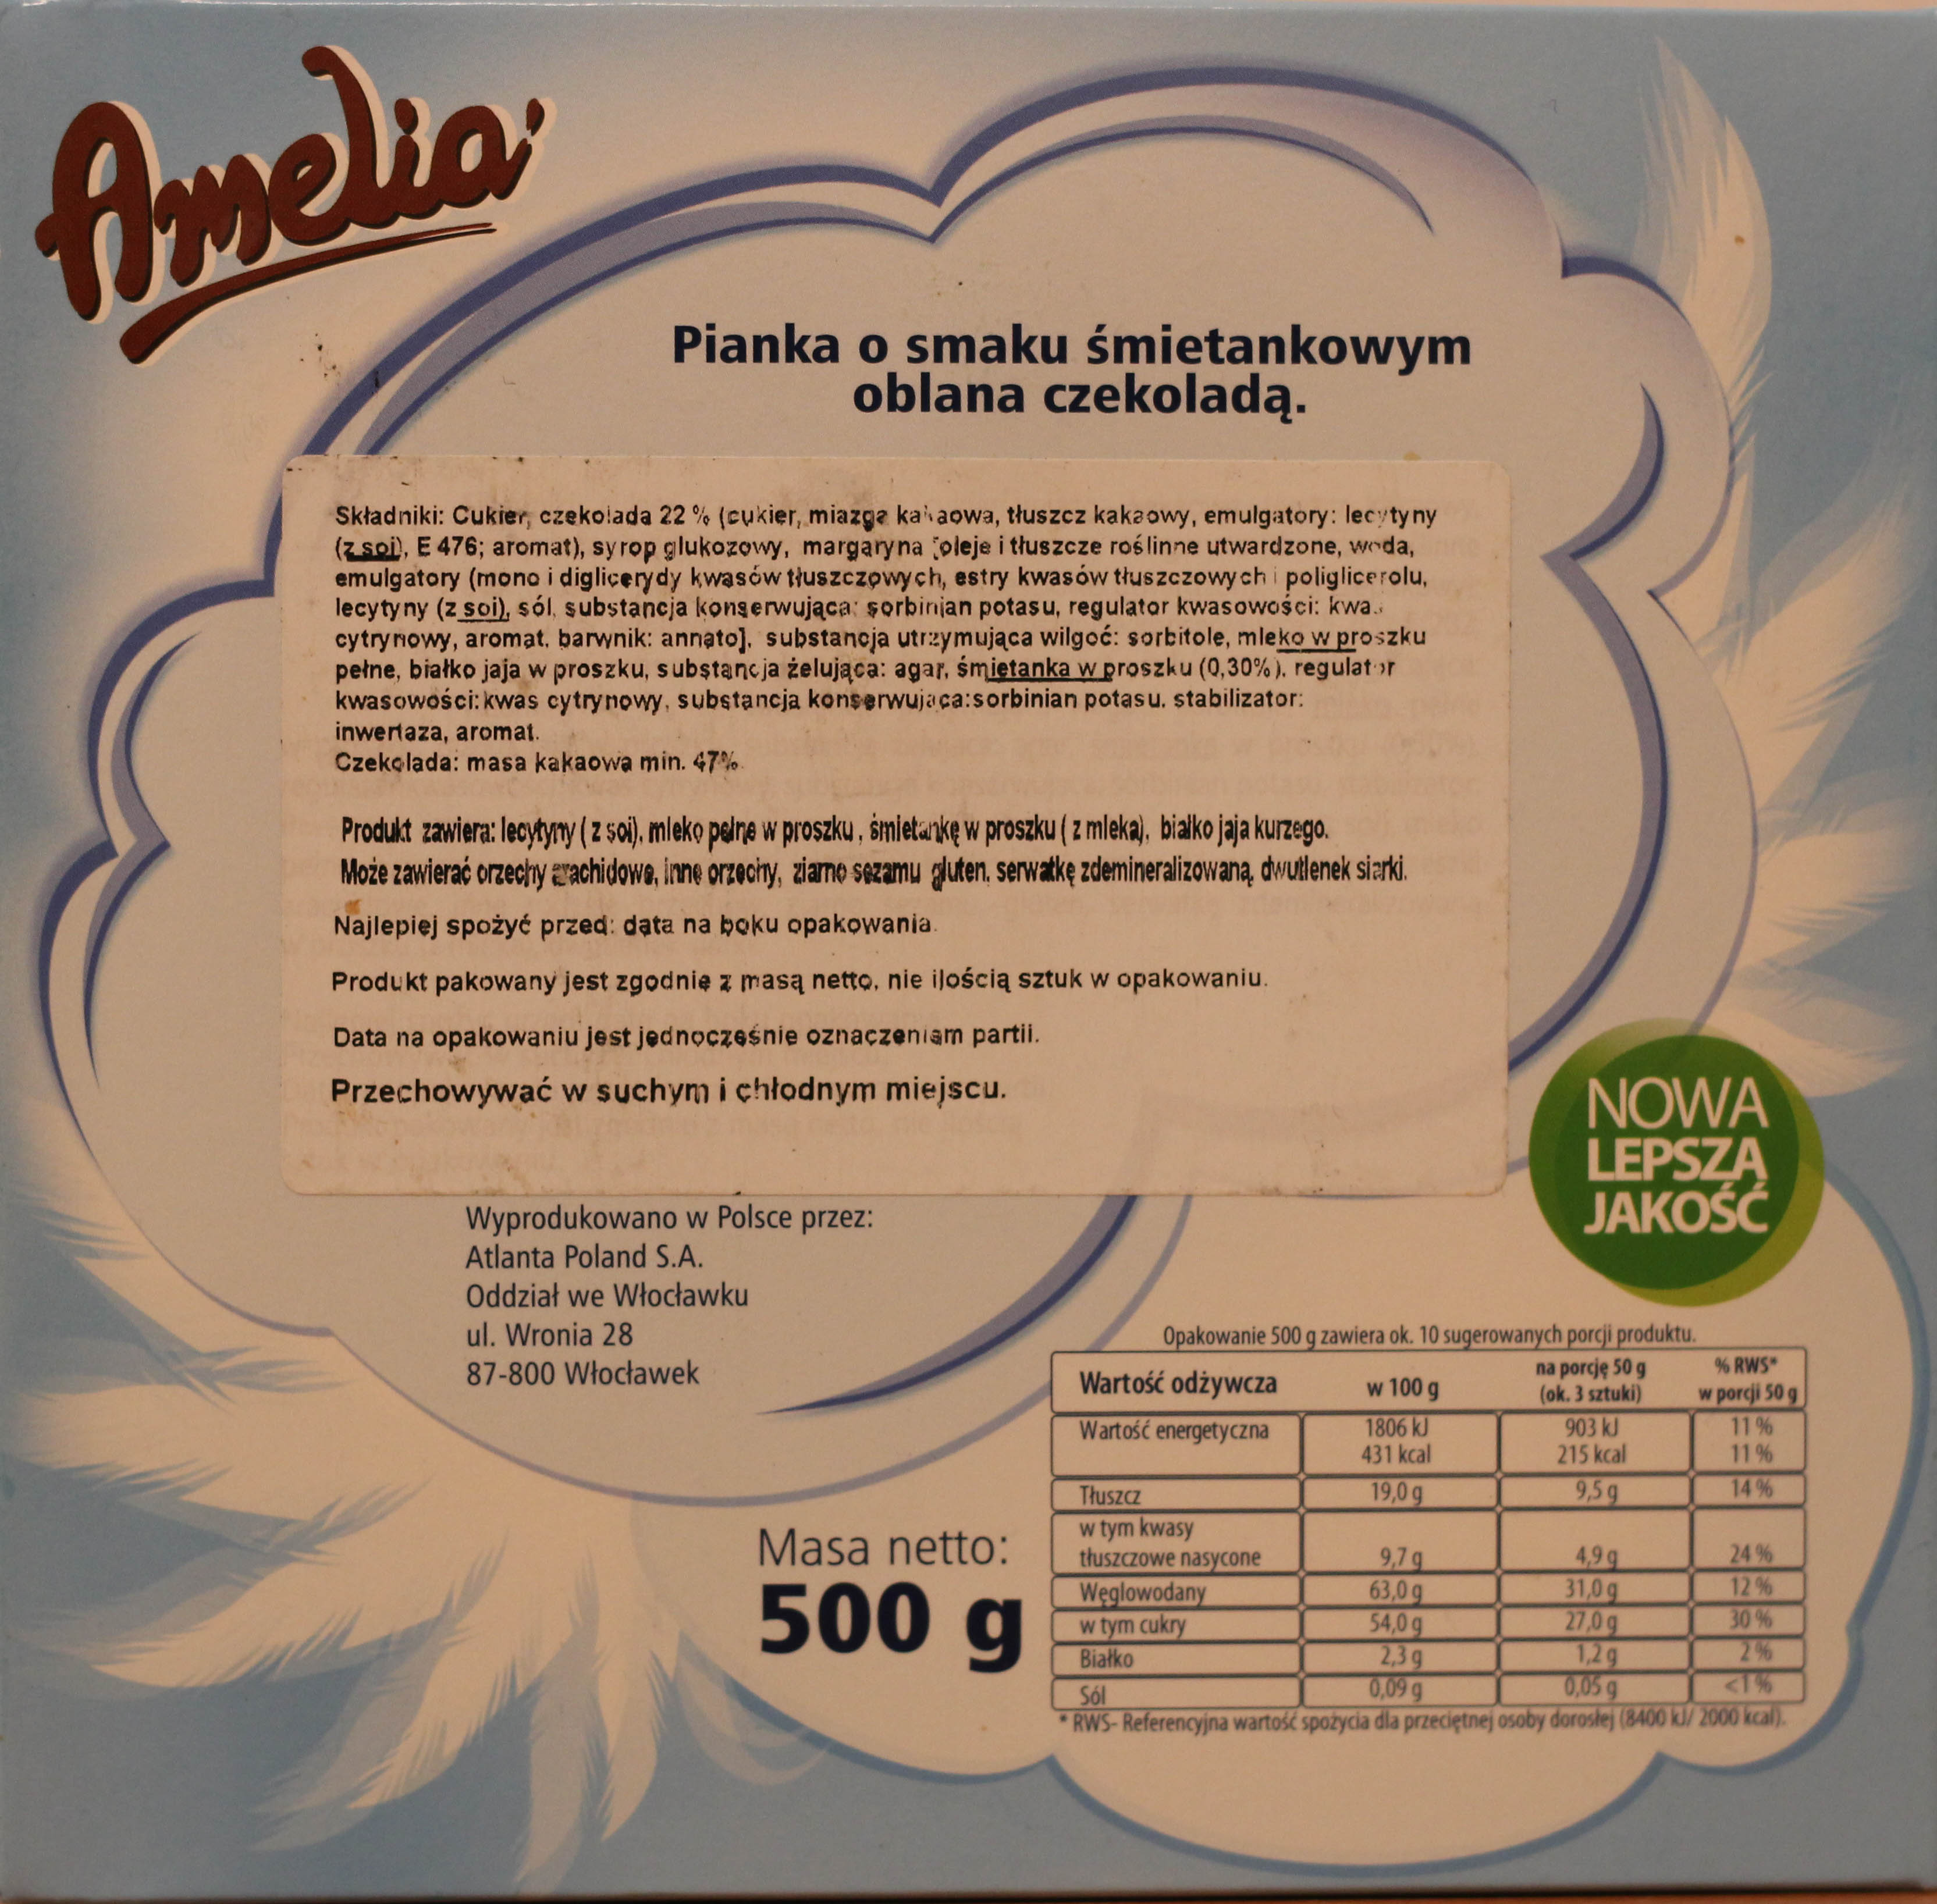 Amelia
Pianka o smaku śmietankowym
oblana czekoladą.
Składniki: Cukier, czekolada 22 % (cukier, miazga kakaowa, tłuszcz kakaowy, emulgatory: lecytyny
(z soi), E 476; aromat), syrop glukozowy, margaryna [oleje i tłuszcze roślinne utwardzone, woda,
emulgatory (mono i diglicerydy kwasów tłuszczowych, estry kwasów tłuszczowych i poliglicerolu,
lecytyny (z soi), sól, substancja konserwująca: sorbinian potasu, regulator kwasowości: kwas
cytrynowy, aromat, barwnik: annato], substancja utrzymująca wilgoć: sorbitole, mleko w proszku
pełne, białko jaja w proszku, substancja żelująca: agar, śmietanka w proszku (0,30%), regulator
kwasowości: kwas cytrynowy, substancja konserwująca: sorbinian potasu, stabilizator:
inwertaza, aromat.
Czekolada: masa kakaowa min. 47%
Produkt zawiera: lecytyny ( z soi), mleko pełne w proszku, śmietankę w proszku ( z mleka), białko jaja kurzego.
Może zawierać orzechy arachidowe, inne orzechy, ziarno sezamu gluten, serwatkę zdemineralizowaną, dwutlenek siarki.
Najlepiej spożyć przed: data na boku opakowania.
Produkt pakowany jest zgodnie z masą netto, nie ilością sztuk w opakowaniu.
Data na opakowaniu jest jednocześnie oznaczeniem partii.
Przechowywać w suchym i chłodnym miejscu.
NOWA
LEPSZA
JAKOŚĆ
Wyprodukowano w Polsce przez:
Atlanta Poland S.A.
Oddział we Włocławku
ul. Wronia 28
87-800 Włocławek
Masa netto:
500 g
Opakowanie 500 g zawiera ok. 10 sugerowanych porcji produktu.
Wartość odżywcza w 100 g na porcję 50 g (ok. 3 sztuki) % RWS* w porcji 50 g
Wartość energetyczna 1806 kJ 903 kJ 11 %
431 kcal 215 kcal 11 %
Tłuszcz 19,0 g 9,5 g 14 %
w tym kwasy
tłuszczowe nasycone 9,7 g 4,9 g 24 %
Węglowodany 63,0 g 31,0 g 12 %
w tym cukry 54,0 g 27,0 g 30 %
Białko 2,3 g 1,2 g 2 %
Sól 0,09 g 0,05 g <1 %
* RWS- Referencyjna wartość spożycia dla przeciętnej osoby dorosłej (8400 kJ/ 2000 kcal).